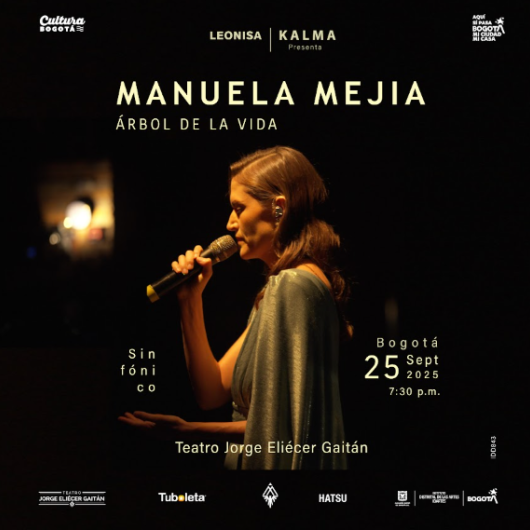 Cultura
BOGOTÁ
LEONISA
KALMA
Presenta
AQUÍ
SÍ PASA
BOGOTÁ
MI CIUDAD
MI CASA
MANUELA MEJIA
ÁRBOL DE LA VIDA
Sin
fóni
co
Bogotá
25 Sept
2025
7:30 p.m.
Teatro Jorge Eliécer Gaitán
TEATRO
JORGE ELIÉCER GAITÁN
Tuboleta
HATSU
BOGOTÁ